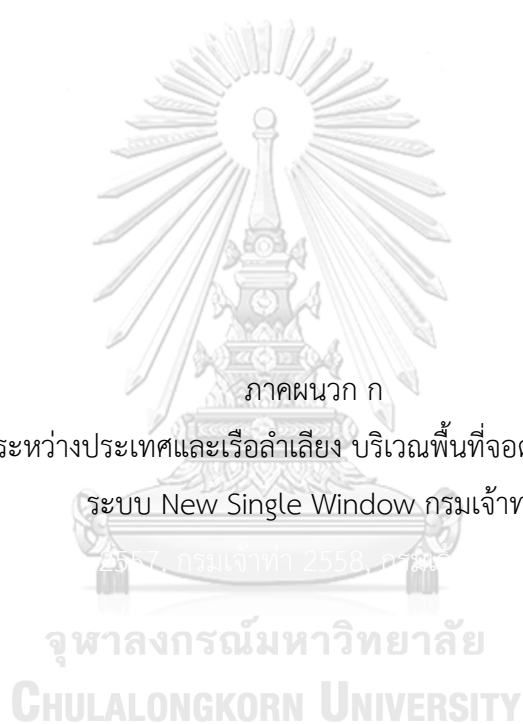 ภาคผนวก ก
ระหว่างประเทศและเรือลำเลียง บริเวณพื้นที่จอด
ระบบ New Single Window กรมเจ้าท
2557, กรมเจ้าท่า 2558, กรมเจ้
จุฬาลงกรณ์มหาวิทยาลัย
CHULALONGKORN UNIVERSITY